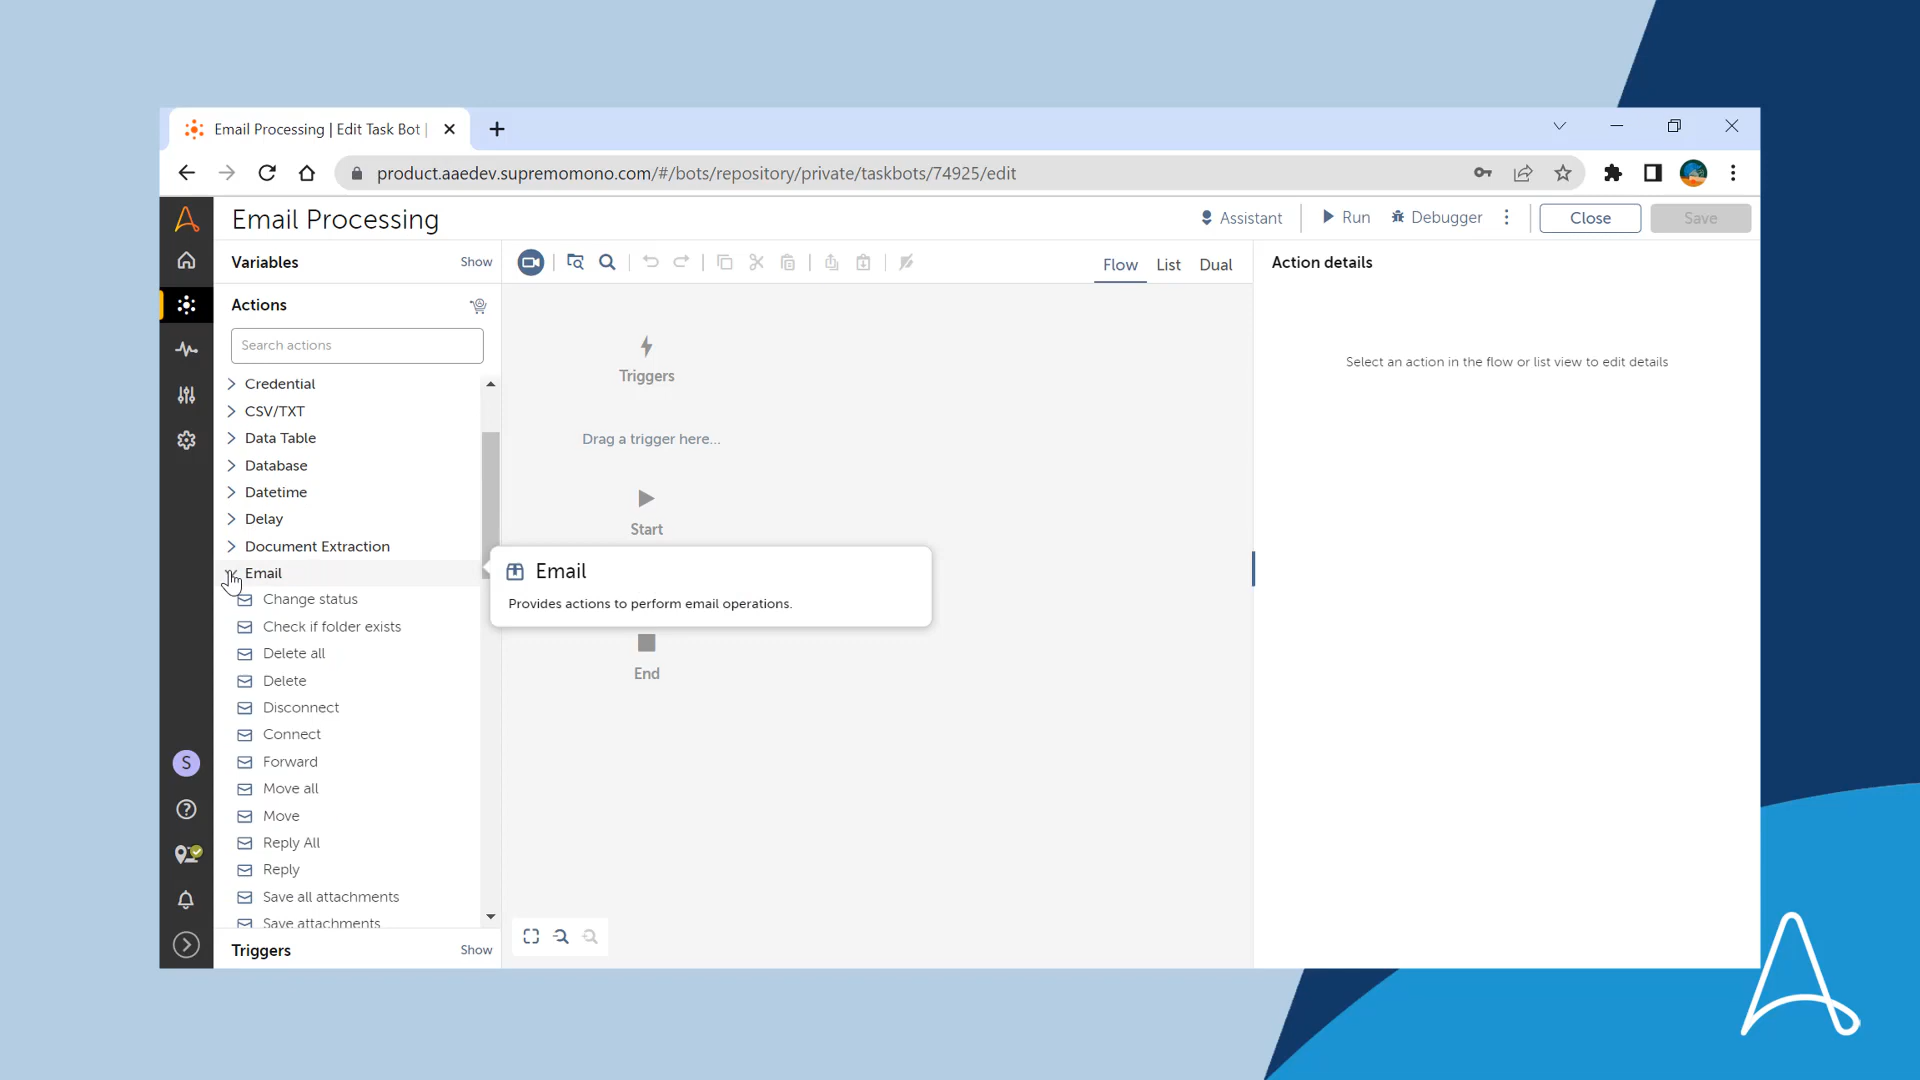 Email Processing | Edit Task Bot |
product.aaedev.supremomono.com/#/bots/repository/private/taskbots/74925/edit
Email Processing
Assistant
Run
Debugger
Close
Save
Variables
Show
Flow
List
Dual
Action details
Actions
Search actions
Select an action in the flow or list view to edit details
Credential
CSV/TXT
Data Table
Database
Datetime
Delay
Document Extraction
Email
Change status
Check if folder exists
Delete all
Delete
Disconnect
Connect
Forward
Move all
Move
Reply All
Reply
Save all attachments
Save attachments
Triggers
Show
Triggers
Drag a trigger here...
Start
Email
Provides actions to perform email operations.
End
S